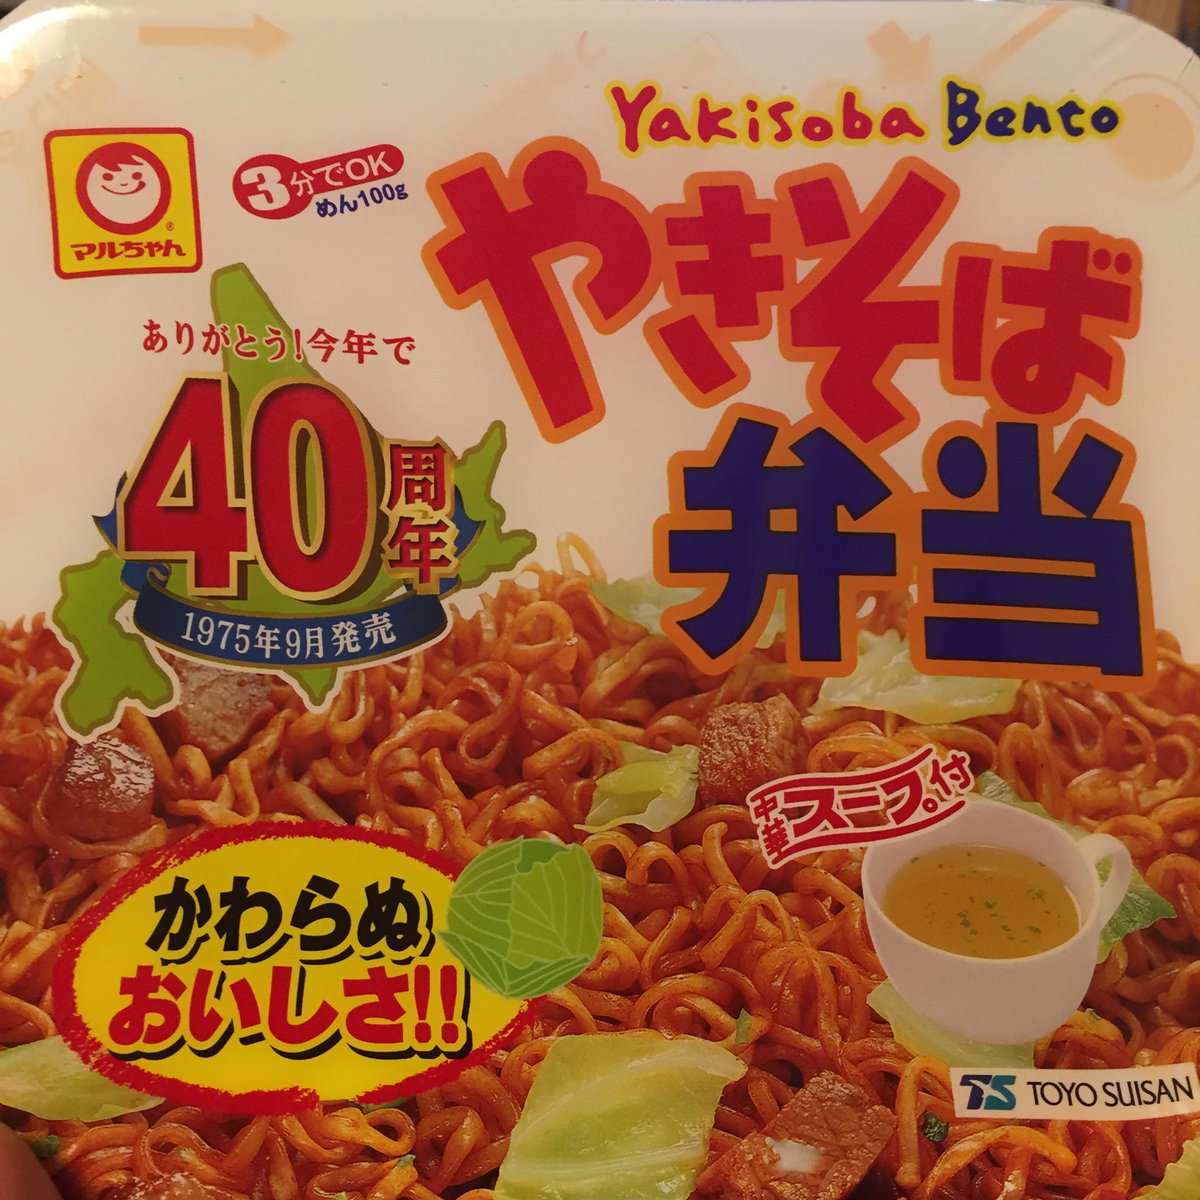 Yakisoba Bento
やきそば
弁当
マルちゃん
®
3分でOK
めん100g
ありがとう!今年で
40周年
1975年9月発売
中華スープ付
かわらぬ
おいしさ!!
TS TOYO SUISAN